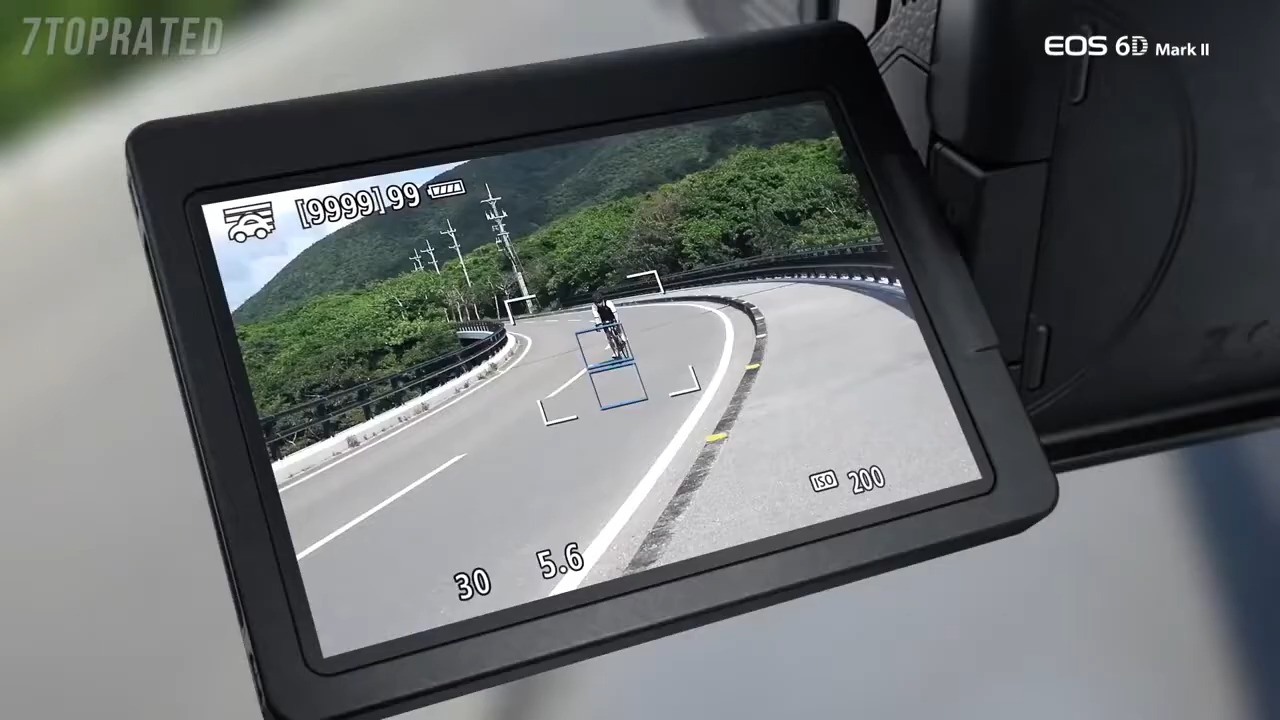 7TOPRATED
EOS 6D Mark II
[9999] 99
ISO 200
30 5.6